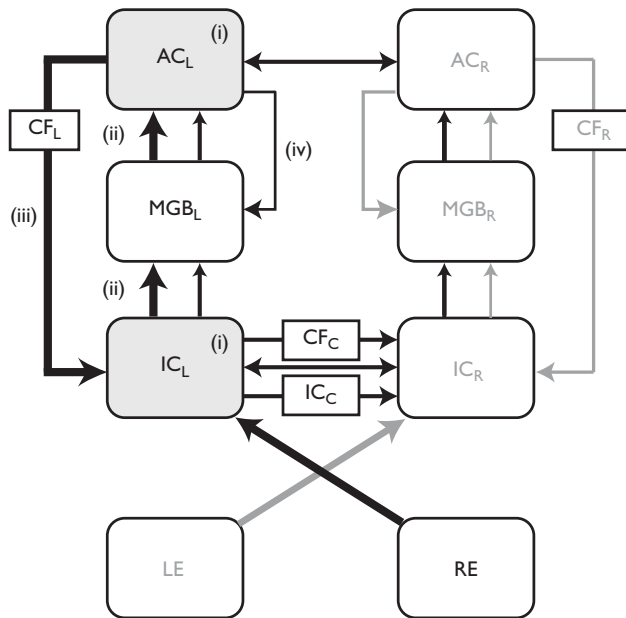 (i)
AC_L
AC_R
CF_L
(ii)
(iv)
CF_R
MGB_L
MGB_R
(iii)
(ii)
(i)
CF_C
IC_L
IC_R
IC_C
LE
RE